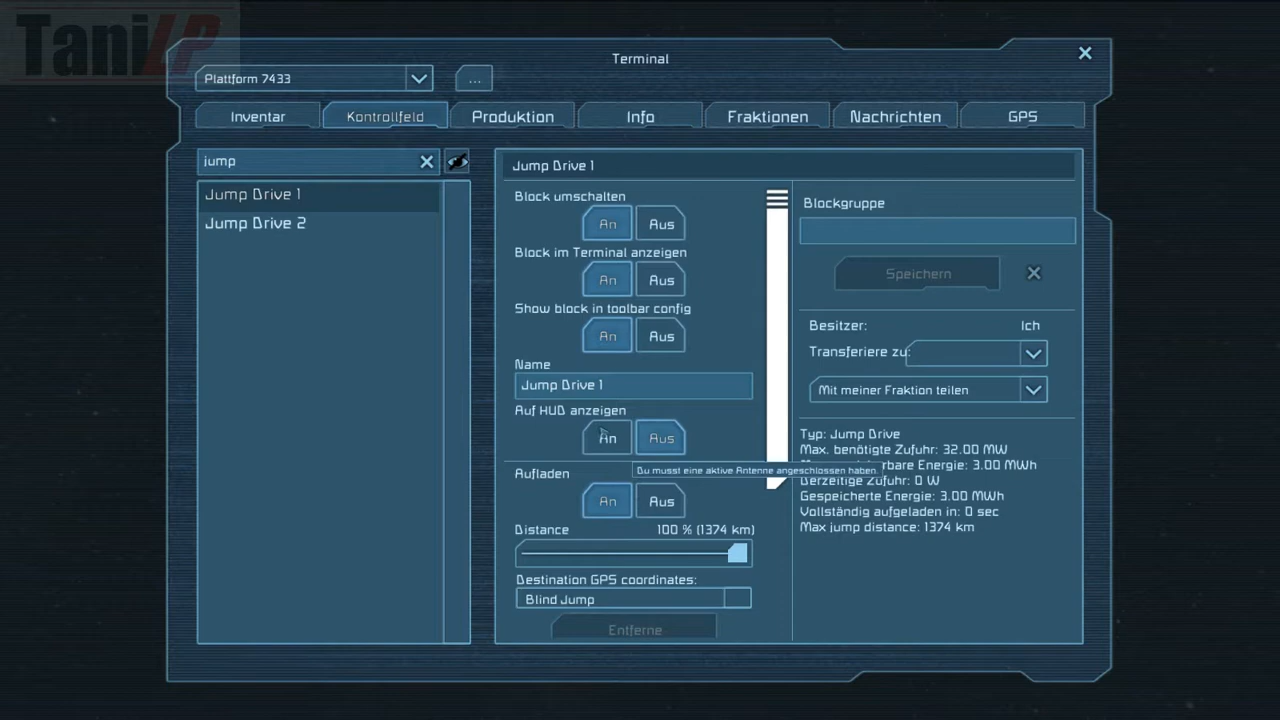 TaniLP
Terminal
Plattform 7433
...
Inventar
Kontrollfeld
Produktion
Info
Fraktionen
Nachrichten
GPS
jump
Jump Drive 1
Jump Drive 2
Jump Drive 1
Block umschalten
An Aus
Block im Terminal anzeigen
An Aus
Show block in toolbar config
An Aus
Name
Jump Drive 1
Auf HUD anzeigen
An Aus
Du musst eine aktive Antenne angeschlossen haben.
Aufladen
An Aus
Distance 100 % (1374 km)
Destination GPS coordinates:
Blind Jump
Entferne
Blockgruppe
Speichern
Besitzer: Ich
Transferiere zu:
Mit meiner Fraktion teilen
Typ: Jump Drive
Max. benötigte Zufuhr: 32.00 MW
rbare Energie: 3.00 MWh
Derzeitige Zufuhr: 0 W
Gespeicherte Energie: 3.00 MWh
Vollständig aufgeladen in: 0 sec
Max jump distance: 1374 km